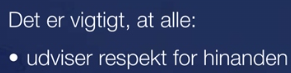 Det er vigtigt, at alle:
• udviser respekt for hinanden